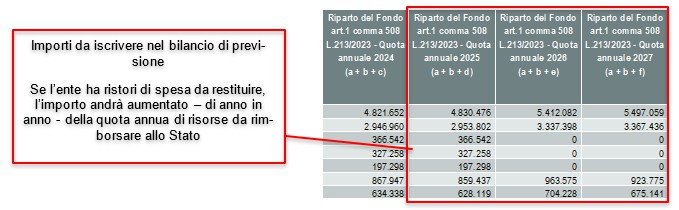 Importi da iscrivere nel bilancio di previ-
sione
Se l'ente ha ristori di spesa da restituire,
l'importo andrà aumentato – di anno in
anno - della quota annua di risorse da rim-
borsare allo Stato
Riparto del Fondo Riparto del Fondo Riparto del Fondo Riparto del Fondo
art.1 comma 508 art.1 comma 508 art.1 comma 508 art.1 comma 508
L.213/2023 - Quota L.213/2023 - Quota L.213/2023 - Quota L.213/2023 - Quota
annuale 2024 annuale 2025 annuale 2026 annuale 2027
(a + b + c) (a + b + d) (a + b + e) (a + b + f)
4.821.652 4.830.476 5.412.082 5.497.059
2.946.960 2.953.802 3.337.398 3.367.436
366.542 366.542 0 0
327.258 327.258 0 0
197.298 197.298 0 0
867.947 859.437 963.575 923.775
634.338 628.119 704.228 675.141